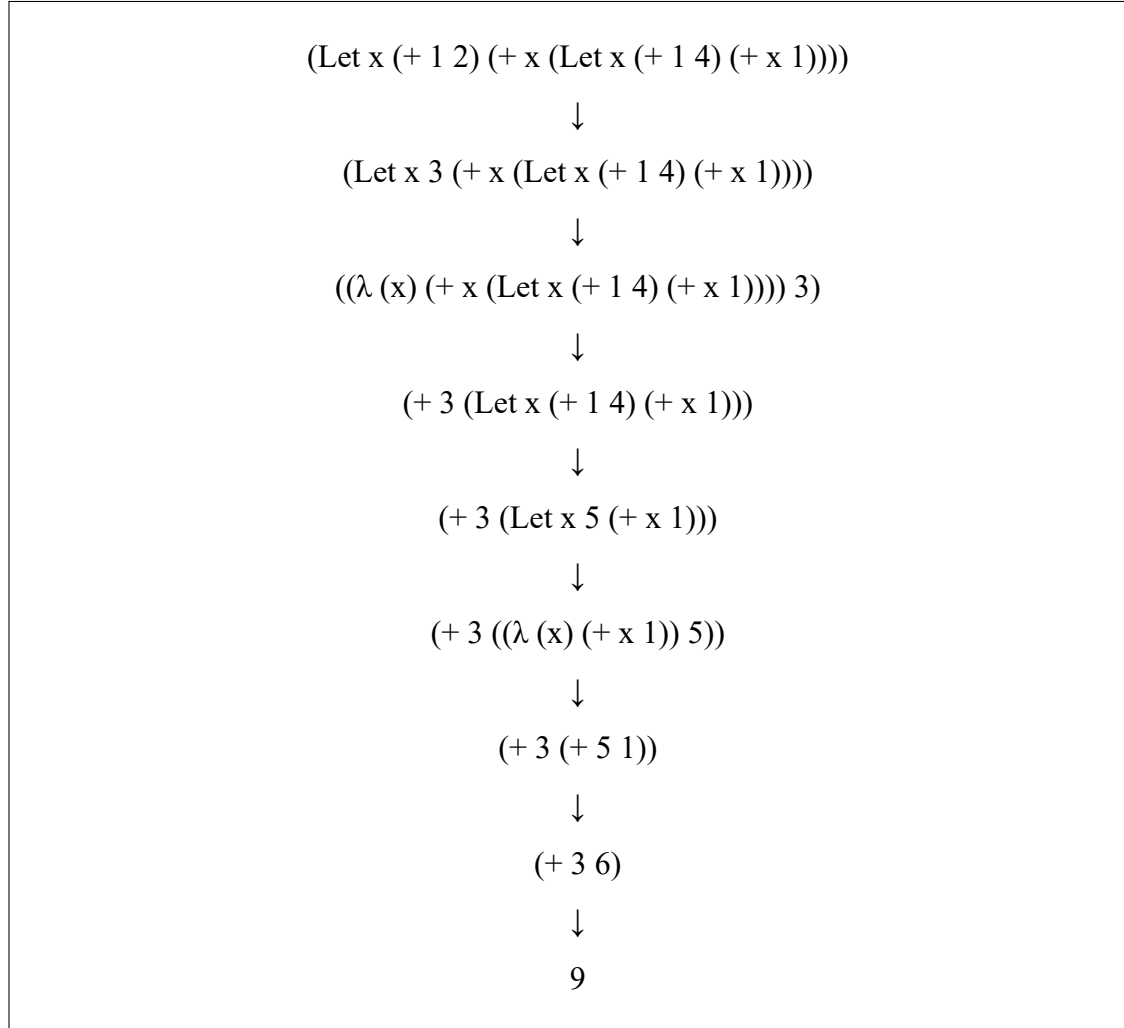 (Let x (+ 1 2) (+ x (Let x (+ 1 4) (+ x 1))))
↓
(Let x 3 (+ x (Let x (+ 1 4) (+ x 1))))
↓
((λ (x) (+ x (Let x (+ 1 4) (+ x 1)))) 3)
↓
(+ 3 (Let x (+ 1 4) (+ x 1)))
↓
(+ 3 (Let x 5 (+ x 1)))
↓
(+ 3 ((λ (x) (+ x 1)) 5))
↓
(+ 3 (+ 5 1))
↓
(+ 3 6)
↓
9